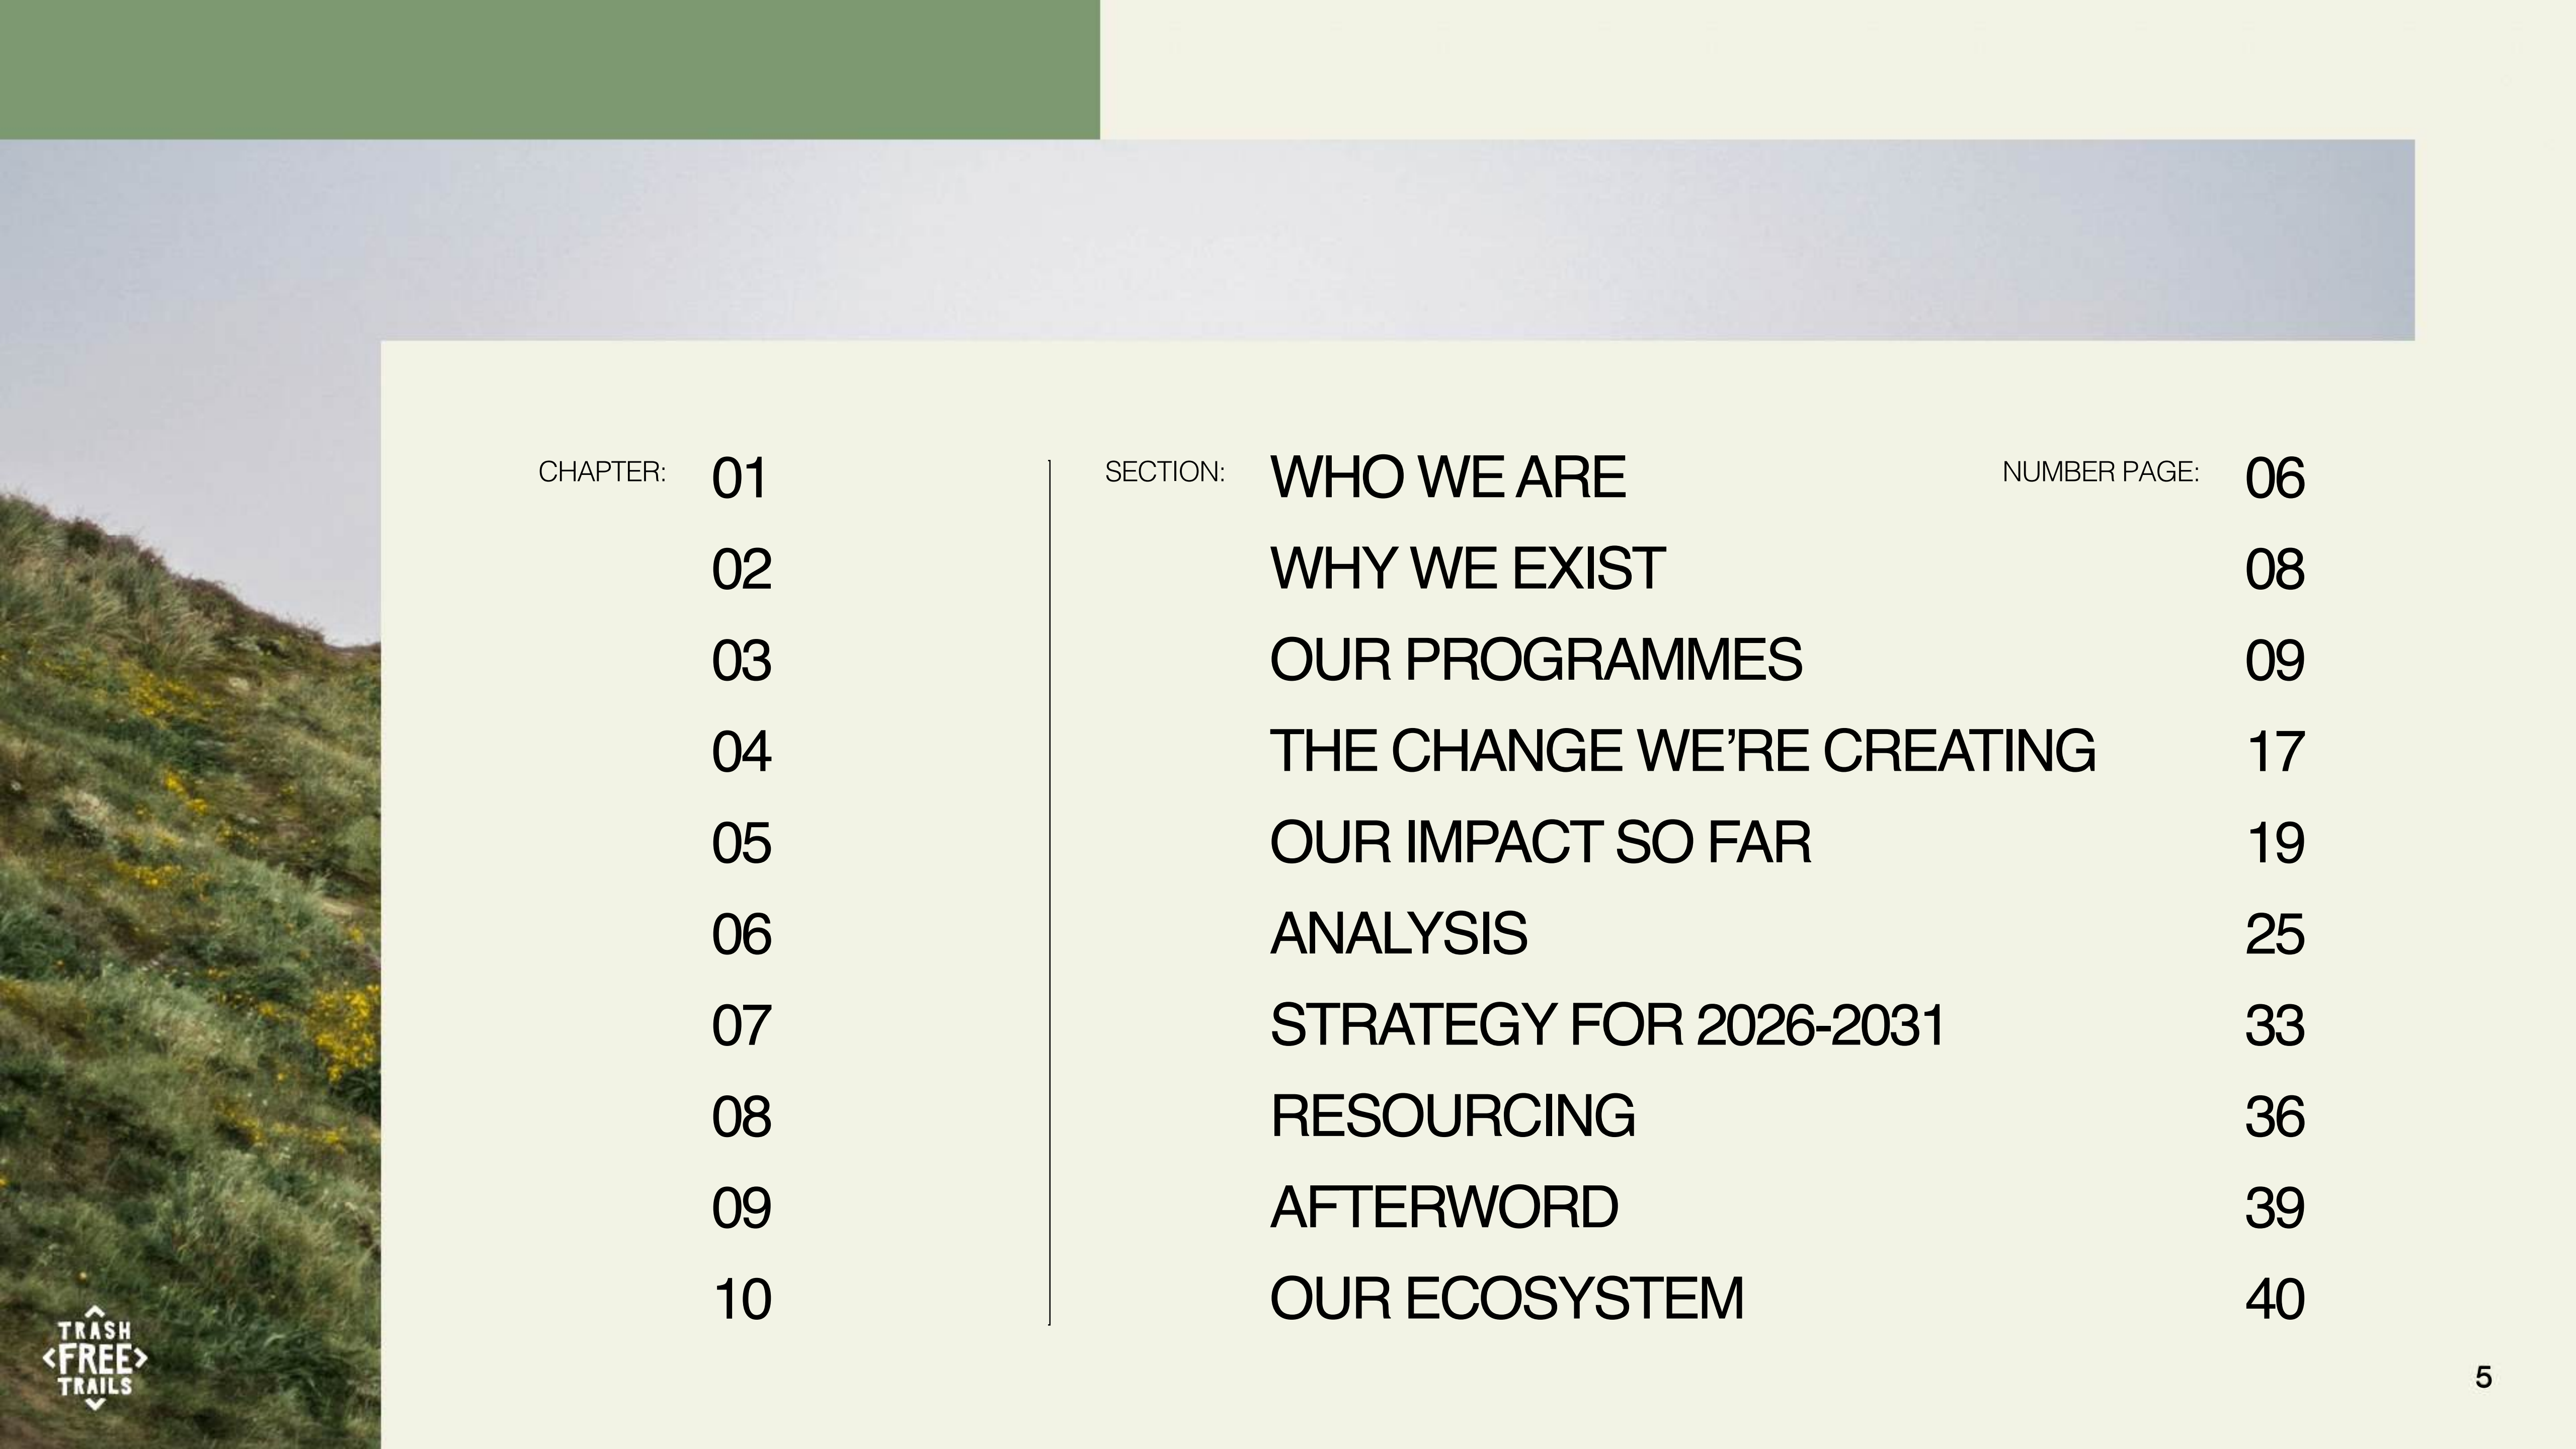 CHAPTER: 01 SECTION: WHO WE ARE NUMBER PAGE: 06
02 WHY WE EXIST 08
03 OUR PROGRAMMES 09
04 THE CHANGE WE’RE CREATING 17
05 OUR IMPACT SO FAR 19
06 ANALYSIS 25
07 STRATEGY FOR 2026-2031 33
08 RESOURCING 36
09 AFTERWORD 39
10 OUR ECOSYSTEM 40
TRASH
<FREE>
TRAILS
5